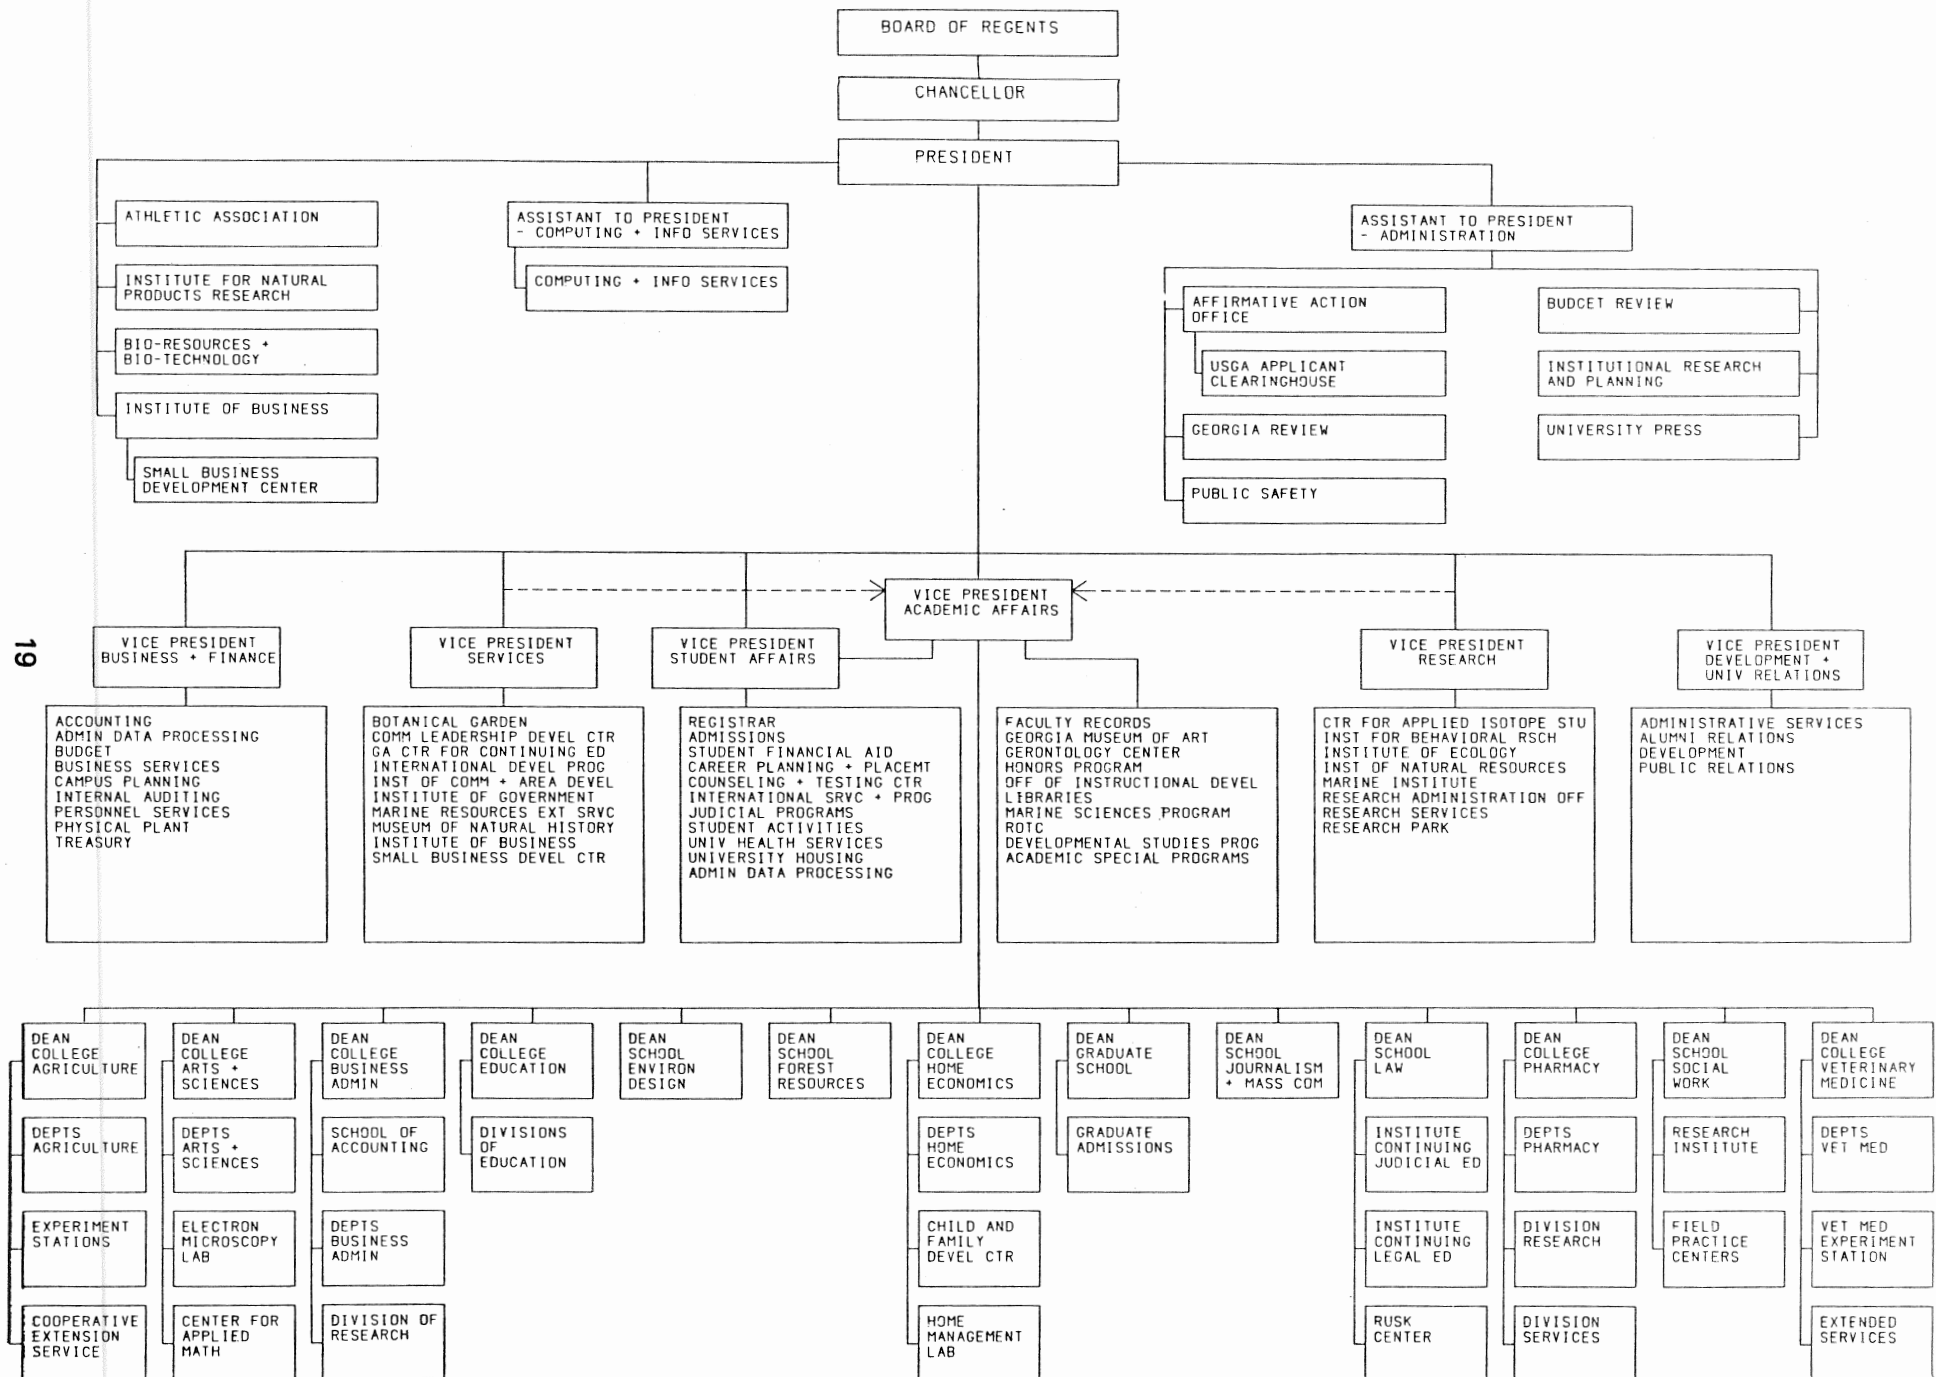 BOARD OF REGENTS
CHANCELLOR
PRESIDENT
ATHLETIC ASSOCIATION
INSTITUTE FOR NATURAL
PRODUCTS RESEARCH
BIO-RESOURCES +
BIO-TECHNOLOGY
INSTITUTE OF BUSINESS
SMALL BUSINESS
DEVELOPMENT CENTER
ASSISTANT TO PRESIDENT
- COMPUTING + INFO SERVICES
COMPUTING + INFO SERVICES
ASSISTANT TO PRESIDENT
- ADMINISTRATION
AFFIRMATIVE ACTION
OFFICE
USGA APPLICANT
CLEARINGHOUSE
GEORGIA REVIEW
PUBLIC SAFETY
BUDGET REVIEW
INSTITUTIONAL RESEARCH
AND PLANNING
UNIVERSITY PRESS
VICE PRESIDENT
ACADEMIC AFFAIRS
19
VICE PRESIDENT
BUSINESS + FINANCE
VICE PRESIDENT
SERVICES
VICE PRESIDENT
STUDENT AFFAIRS
VICE PRESIDENT
RESEARCH
VICE PRESIDENT
DEVELOPMENT +
UNIV RELATIONS
ACCOUNTING
ADMIN DATA PROCESSING
BUDGET
BUSINESS SERVICES
CAMPUS PLANNING
INTERNAL AUDITING
PERSONNEL SERVICES
PHYSICAL PLANT
TREASURY
BOTANICAL GARDEN
COMM LEADERSHIP DEVEL CTR
GA CTR FOR CONTINUING ED
INTERNATIONAL DEVEL PROG
INST OF COMM + AREA DEVEL
INSTITUTE OF GOVERNMENT
MARINE RESOURCES EXT SRVC
MUSEUM OF NATURAL HISTORY
INSTITUTE OF BUSINESS
SMALL BUSINESS DEVEL CTR
REGISTRAR
ADMISSIONS
STUDENT FINANCIAL AID
CAREER PLANNING + PLACEMT
COUNSELING + TESTING CTR
INTERNATIONAL SRVC + PROG
JUDICIAL PROGRAMS
STUDENT ACTIVITIES
UNIV HEALTH SERVICES
UNIVERSITY HOUSING
ADMIN DATA PROCESSING
FACULTY RECORDS
GEORGIA MUSEUM OF ART
GERONTOLOGY CENTER
HONORS PROGRAM
OFF OF INSTRUCTIONAL DEVEL
LIBRARIES
MARINE SCIENCES PROGRAM
ROTC
DEVELOPMENTAL STUDIES PROG
ACADEMIC SPECIAL PROGRAMS
CTR FOR APPLIED ISOTOPE STU
INST FOR BEHAVIORAL RSCH
INSTITUTE OF ECOLOGY
INST OF NATURAL RESOURCES
MARINE INSTITUTE
RESEARCH ADMINISTRATION OFF
RESEARCH SERVICES
RESEARCH PARK
ADMINISTRATIVE SERVICES
ALUMNI RELATIONS
DEVELOPMENT
PUBLIC RELATIONS
DEAN
COLLEGE
AGRICULTURE
DEPTS
AGRICULTURE
EXPERIMENT
STATIONS
COOPERATIVE
EXTENSION
SERVICE
DEAN
COLLEGE
ARTS +
SCIENCES
DEPTS
ARTS +
SCIENCES
ELECTRON
MICROSCOPY
LAB
CENTER FOR
APPLIED
MATH
DEAN
COLLEGE
BUSINESS
ADMIN
SCHOOL OF
ACCOUNTING
DEPTS
BUSINESS
ADMIN
DIVISION OF
RESEARCH
DEAN
COLLEGE
EDUCATION
DIVISIONS
OF
EDUCATION
DEAN
SCHOOL
ENVIRON
DESIGN
DEAN
SCHOOL
FOREST
RESOURCES
DEAN
COLLEGE
HOME
ECONOMICS
DEPTS
HOME
ECONOMICS
CHILD AND
FAMILY
DEVEL CTR
HOME
MANAGEMENT
LAB
DEAN
GRADUATE
SCHOOL
GRADUATE
ADMISSIONS
DEAN
SCHOOL
JOURNALISM
+ MASS COM
DEAN
SCHOOL
LAW
INSTITUTE
CONTINUING
JUDICIAL ED
INSTITUTE
CONTINUING
LEGAL ED
RUSK
CENTER
DEAN
COLLEGE
PHARMACY
DEPTS
PHARMACY
DIVISION
RESEARCH
DIVISION
SERVICES
DEAN
SCHOOL
SOCIAL
WORK
RESEARCH
INSTITUTE
FIELD
PRACTICE
CENTERS
DEAN
COLLEGE
VETERINARY
MEDICINE
DEPTS
VET MED
VET MED
EXPERIMENT
STATION
EXTENDED
SERVICES